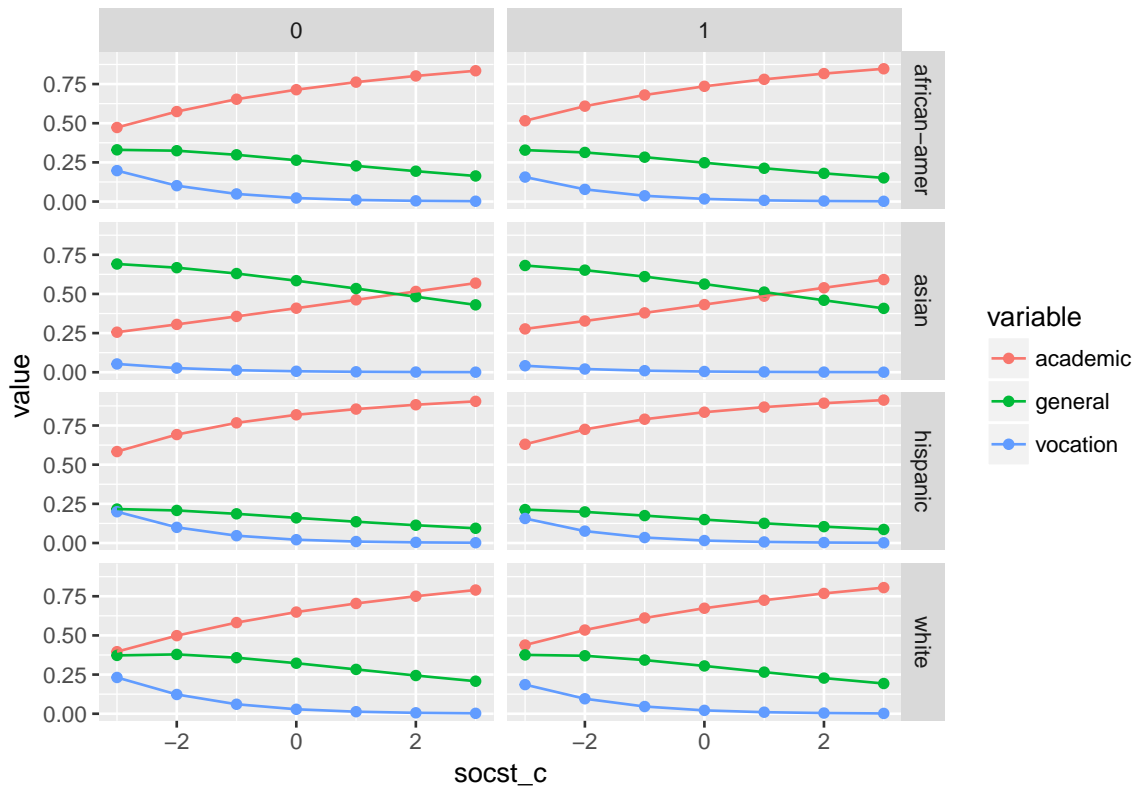 0 1
0.75
0.50
0.25
0.00
african−amer
0.75
0.50
0.25
0.00
asian
0.75
0.50
0.25
0.00
hispanic
0.75
0.50
0.25
0.00
white
−2 0 2 −2 0 2
socst_c
value
variable
academic
general
vocation